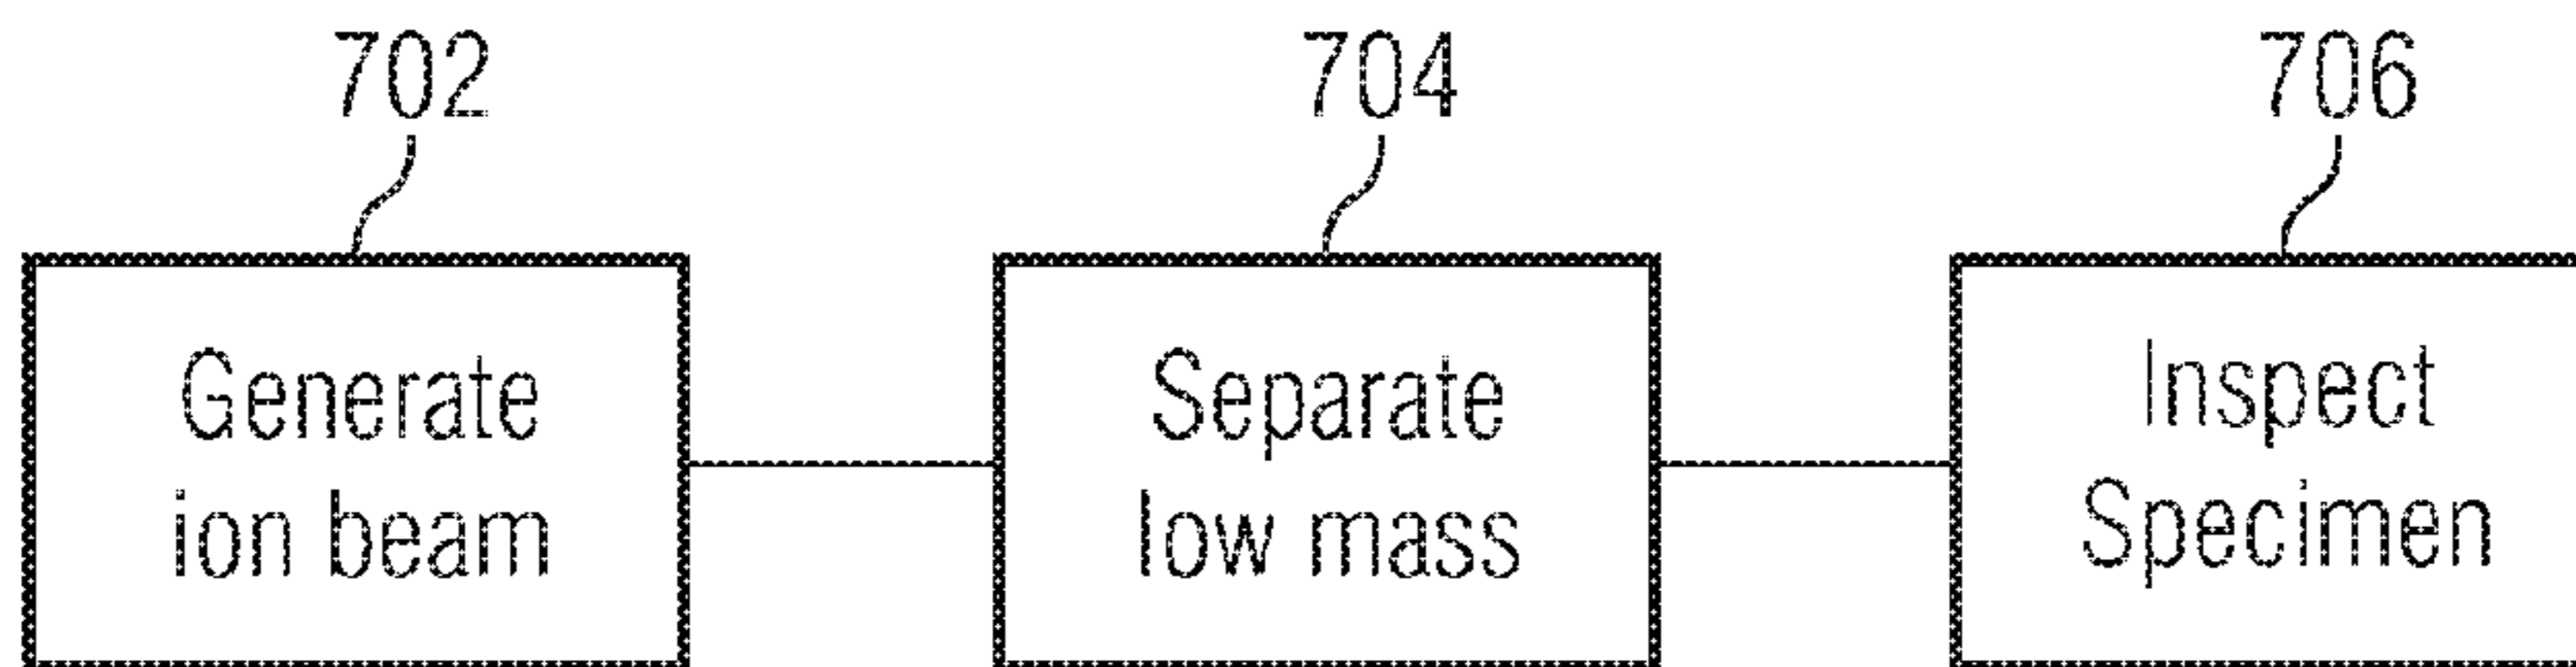 702
704
706
Generate
ion beam
Separate
low mass
Inspect
Specimen